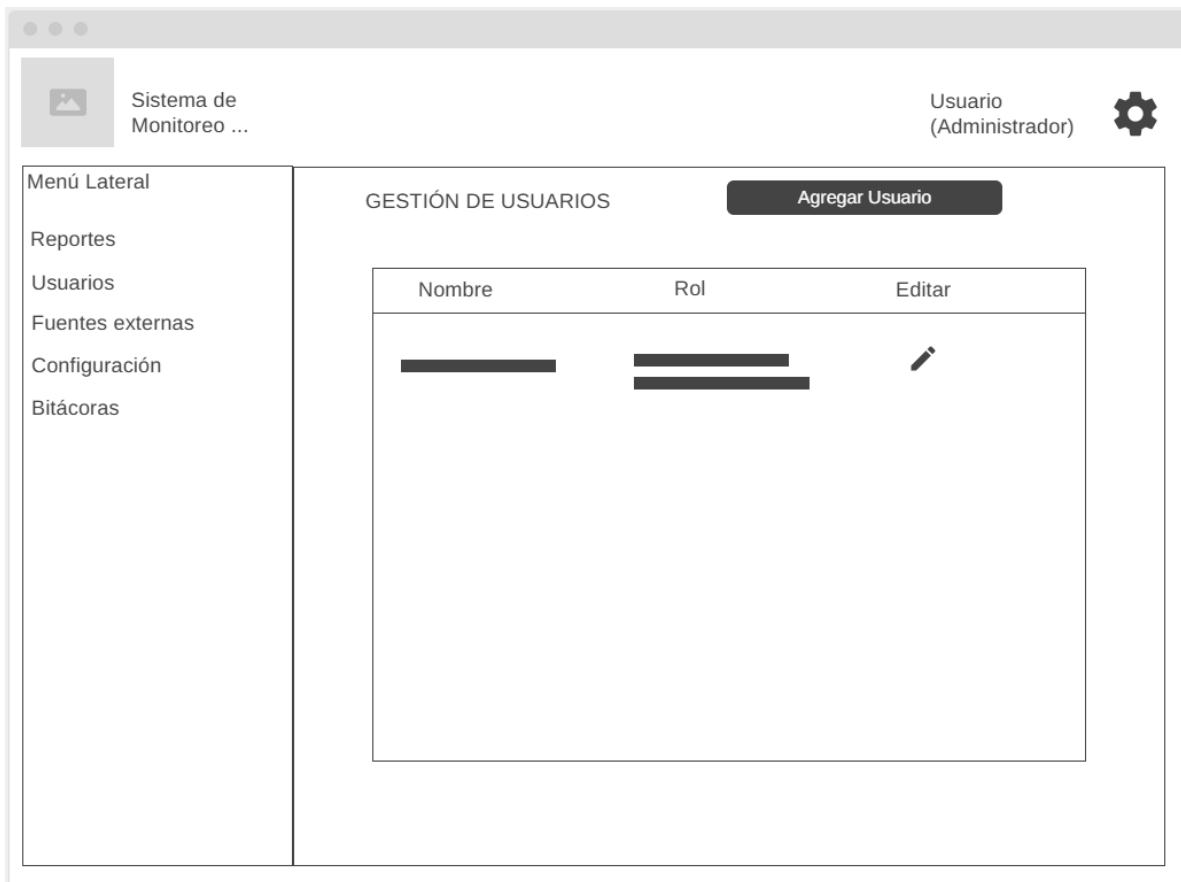 Sistema de
Monitoreo ...
Usuario
(Administrador)
Menú Lateral
Reportes
Usuarios
Fuentes externas
Configuración
Bitácoras
GESTIÓN DE USUARIOS
Agregar Usuario
Nombre Rol Editar